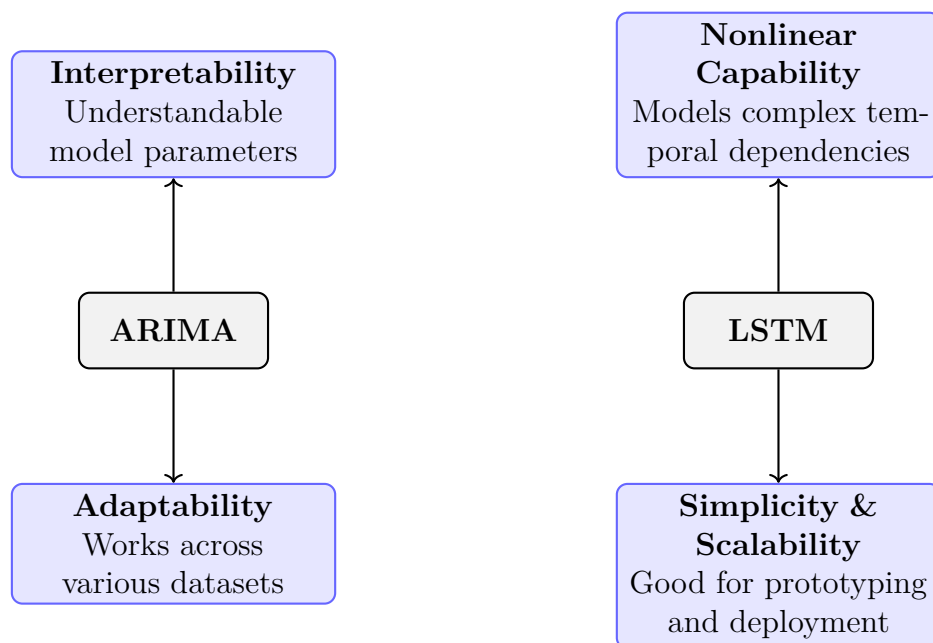 Interpretability
Understandable
model parameters
Nonlinear
Capability
Models complex tem-
poral dependencies
ARIMA
LSTM
Adaptability
Works across
various datasets
Simplicity &
Scalability
Good for prototyping
and deployment